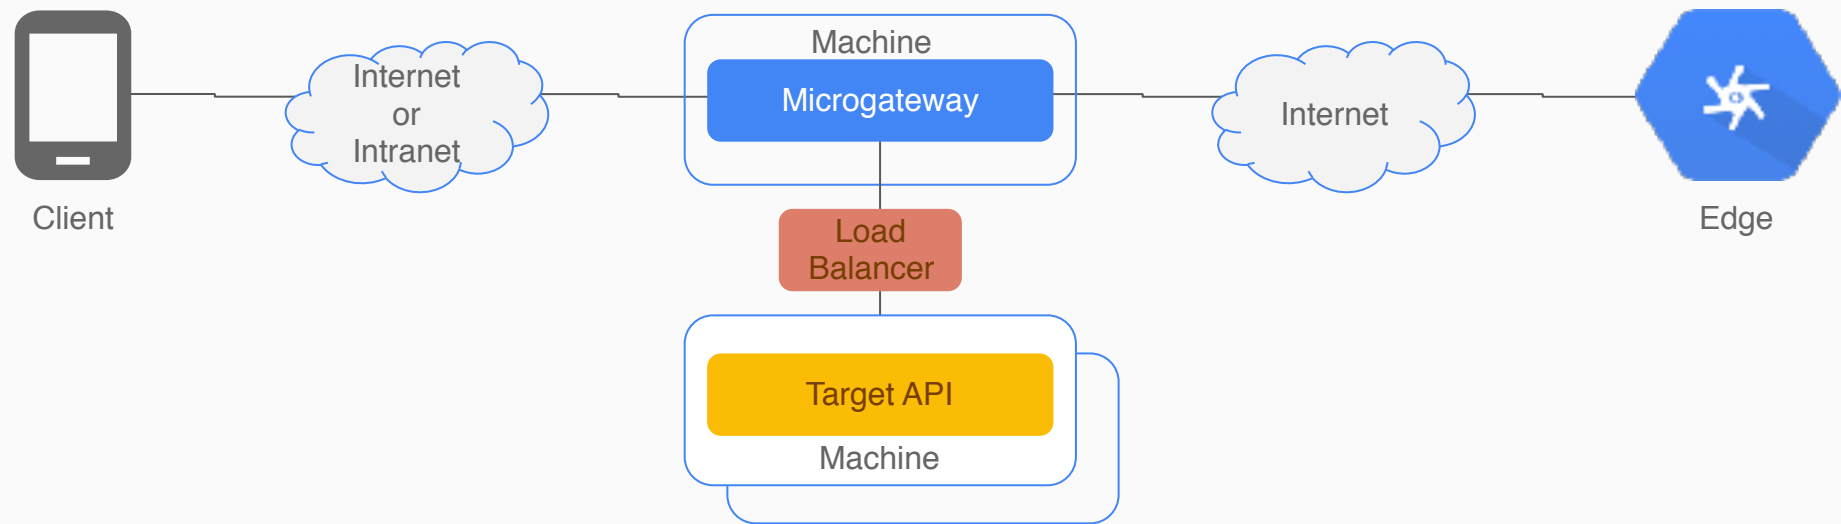 Machine
Internet
or
Intranet
Microgateway
Internet
Client
Edge
Load
Balancer
Target API
Machine